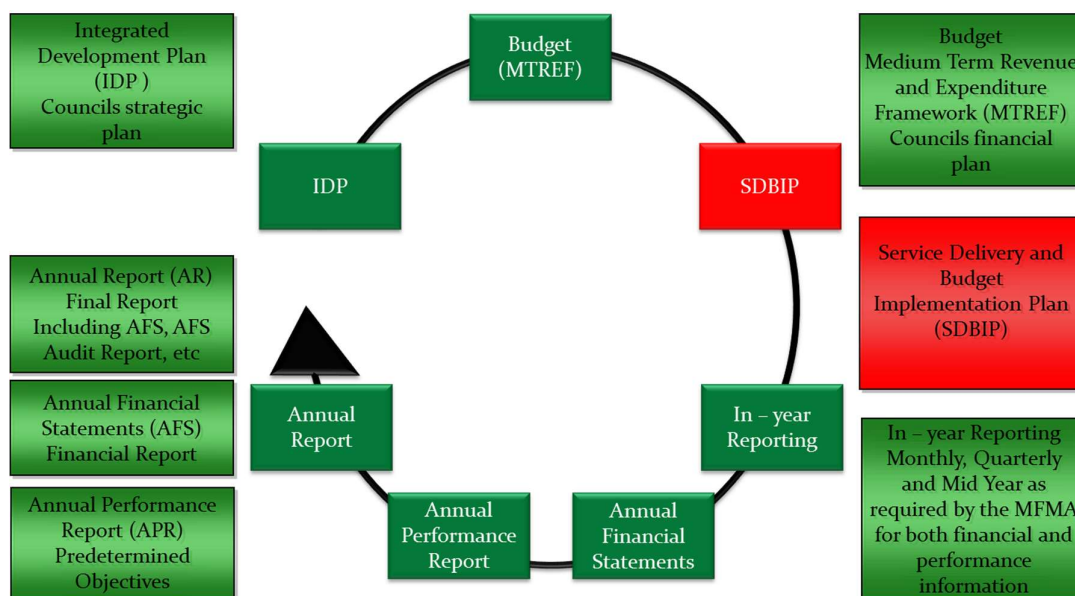 Integrated
Development Plan
(IDP )
Councils strategic
plan
Annual Report (AR)
Final Report
Including AFS, AFS
Audit Report, etc
Annual Financial
Statements (AFS)
Financial Report
Annual Performance
Report (APR)
Predetermined
Objectives
Budget
(MTREF)
IDP
SDBIP
Annual
Report
In – year
Reporting
Annual
Performance
Report
Annual
Financial
Statements
Budget
Medium Term Revenue
and Expenditure
Framework (MTREF)
Councils financial
plan
Service Delivery and
Budget
Implementation Plan
(SDBIP)
In – year Reporting
Monthly, Quarterly
and Mid Year as
required by the MFMA
for both financial and
performance
information